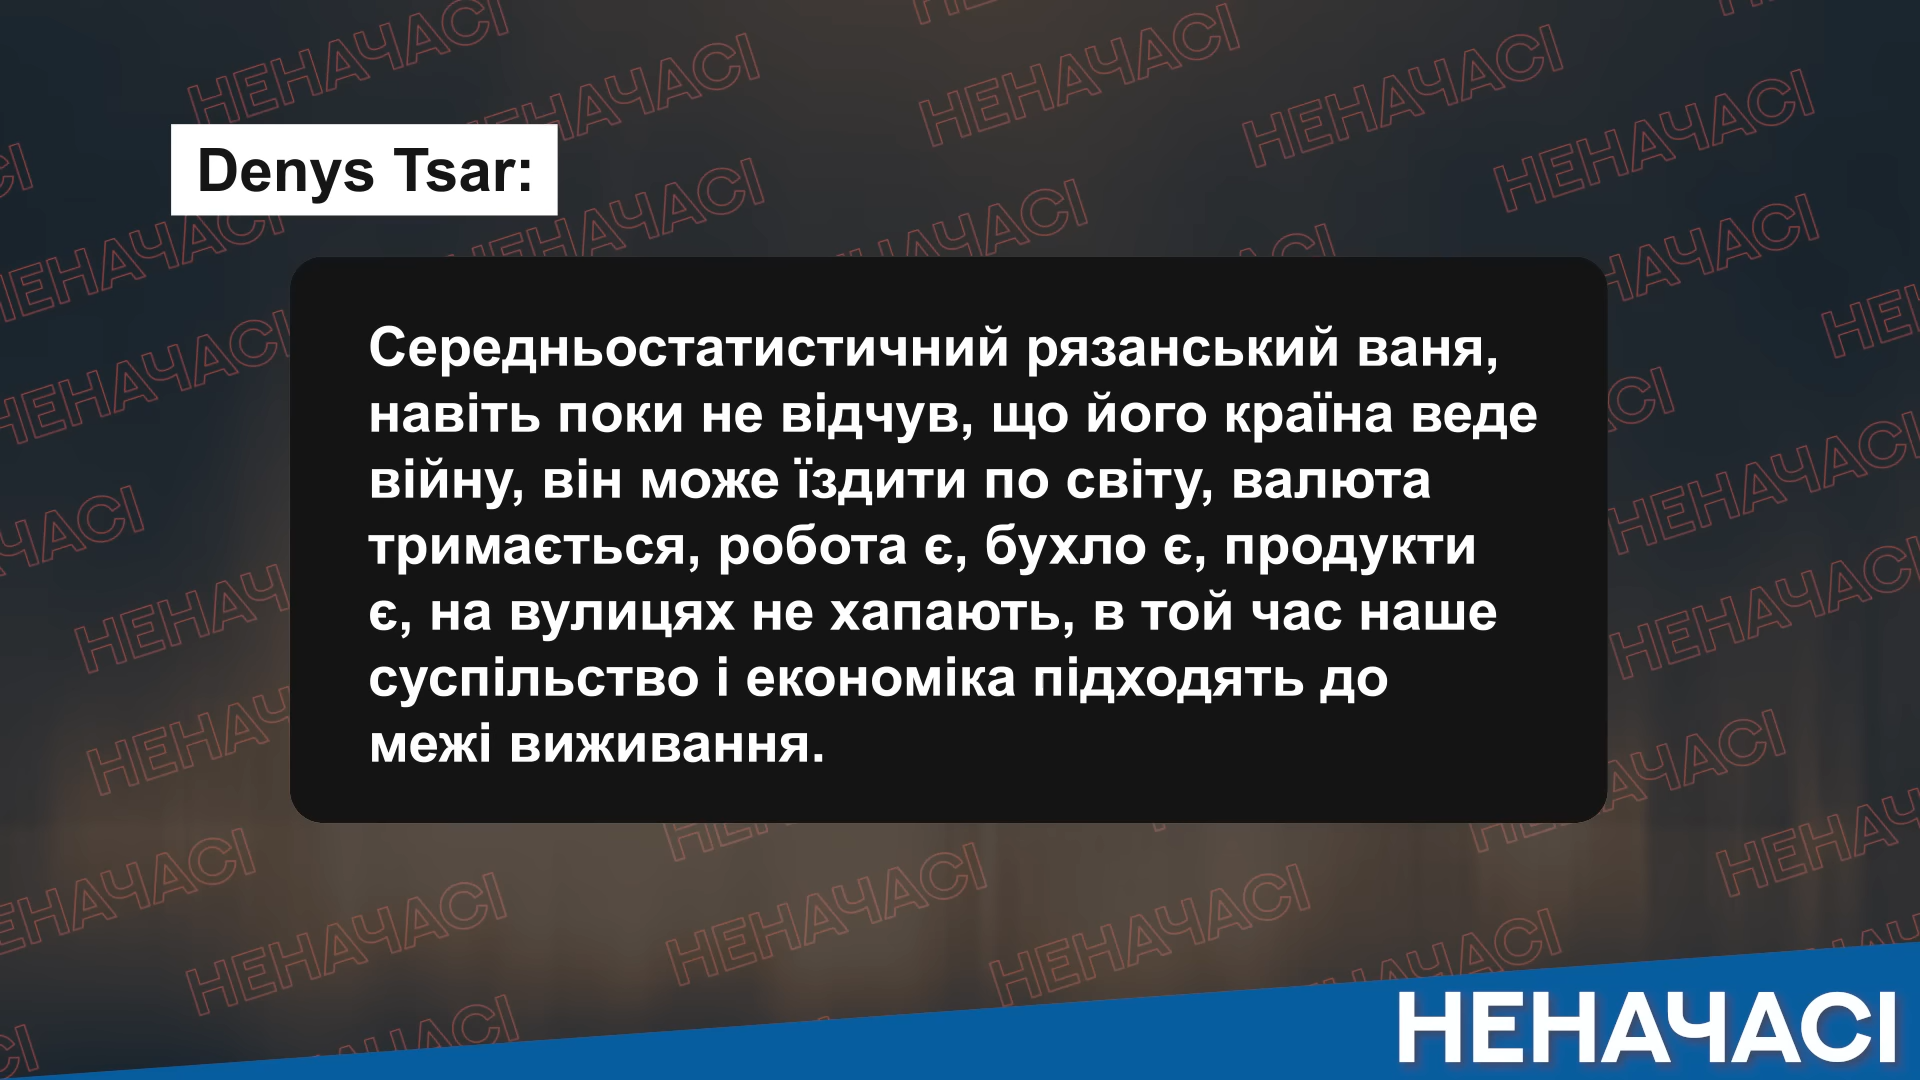 Denys Tsar:
Середньостатистичний рязанський ваня,
навіть поки не відчув, що його країна веде
війну, він може їздити по світу, валюта
тримається, робота є, бухло є, продукти
є, на вулицях не хапають, в той час наше
суспільство і економіка підходять до
межі виживання.
НЕНАЧАСІ